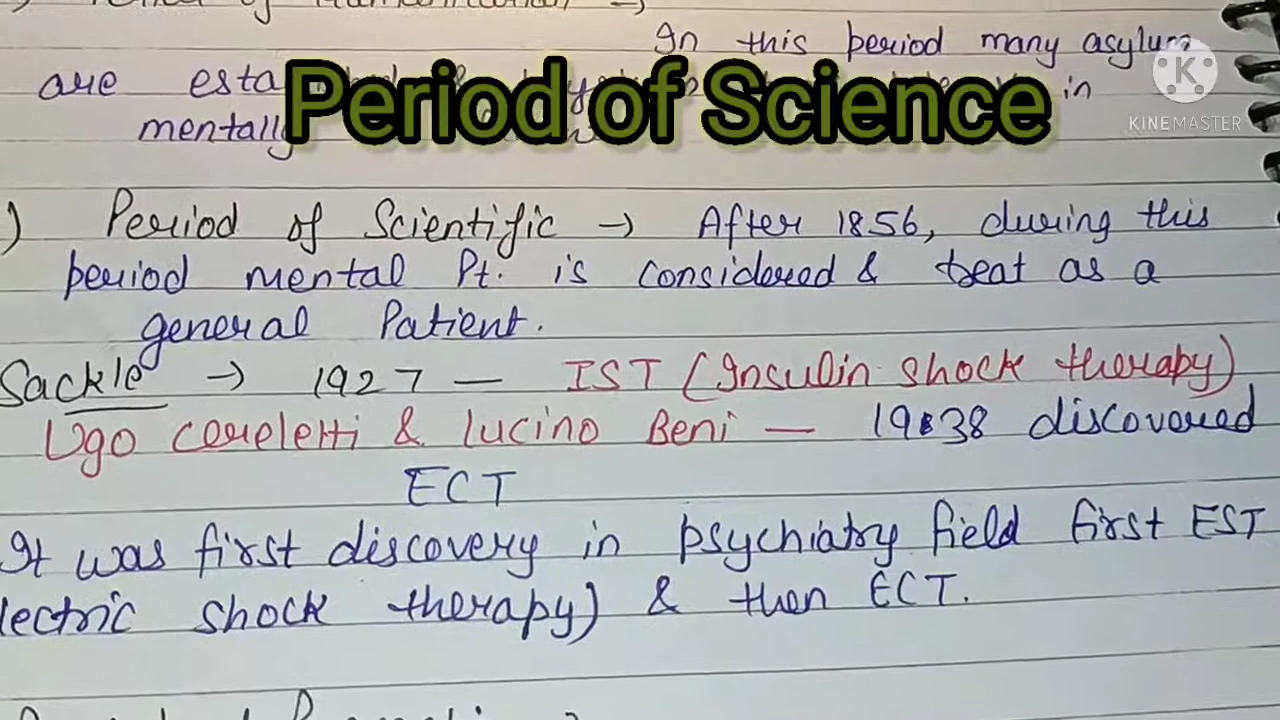 In this period many asylum
Period of Science
are in
mentally
KINEMASTER
) Period of Scientific → After 1856, during this
period mental Pt. is considered & treat as a
general Patient.
Sackle → 1927 — IST (Insulin shock therapy)
Ugo cereletti & lucino Beni — 1938 discovered
ECT
It was first discovery in psychiatry field first EST
lectric shock therapy) & then ECT.